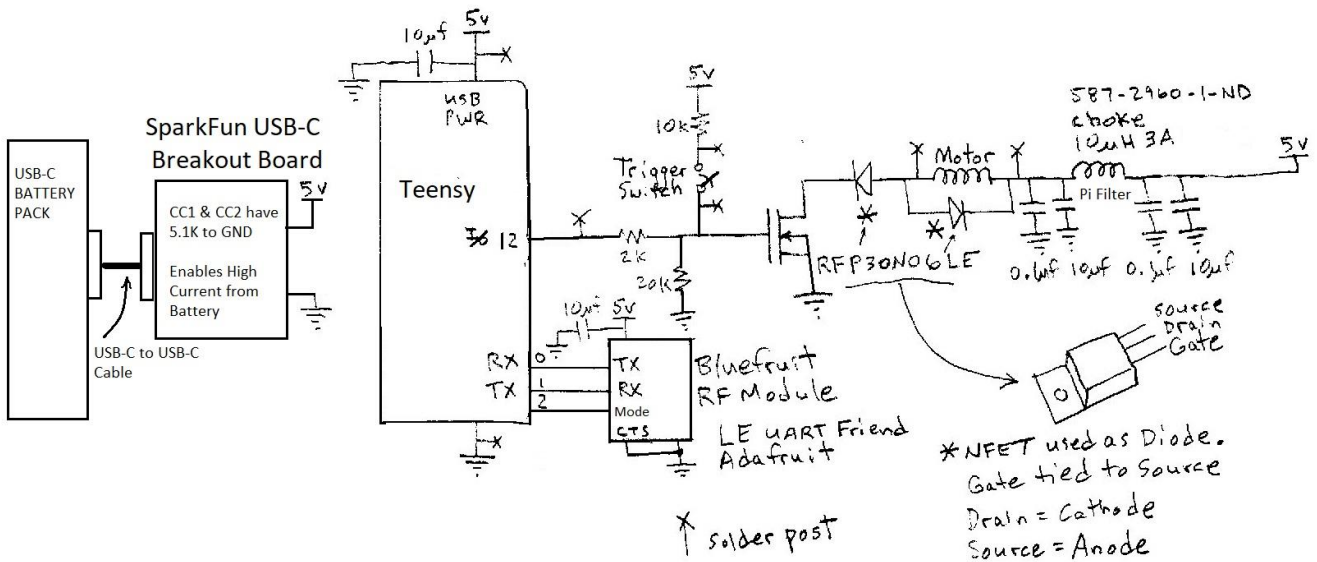 USB-C
BATTERY
PACK
SparkFun USB-C
Breakout Board
CC1 & CC2 have
5.1K to GND
Enables High
Current from
Battery
5v
USB-C to USB-C
Cable
10µf
5v
USB
PWR
Teensy
12
RX 0
TX 1
2
5v
10k
Trigger
Switch
2k
20k
10µf 5v
TX
RX
Mode
CTS
Bluefruit
RF Module
LE UART Friend
Adafruit
Motor
587-2960-1-ND
choke
10µH 3A
5v
Pi Filter
* *
RFP30N06LE
0.1µf 10µf 0.1µf 10µf
Source
Drain
Gate
*NFET used as Diode.
Gate tied to Source
Drain = Cathode
Source = Anode
solder post